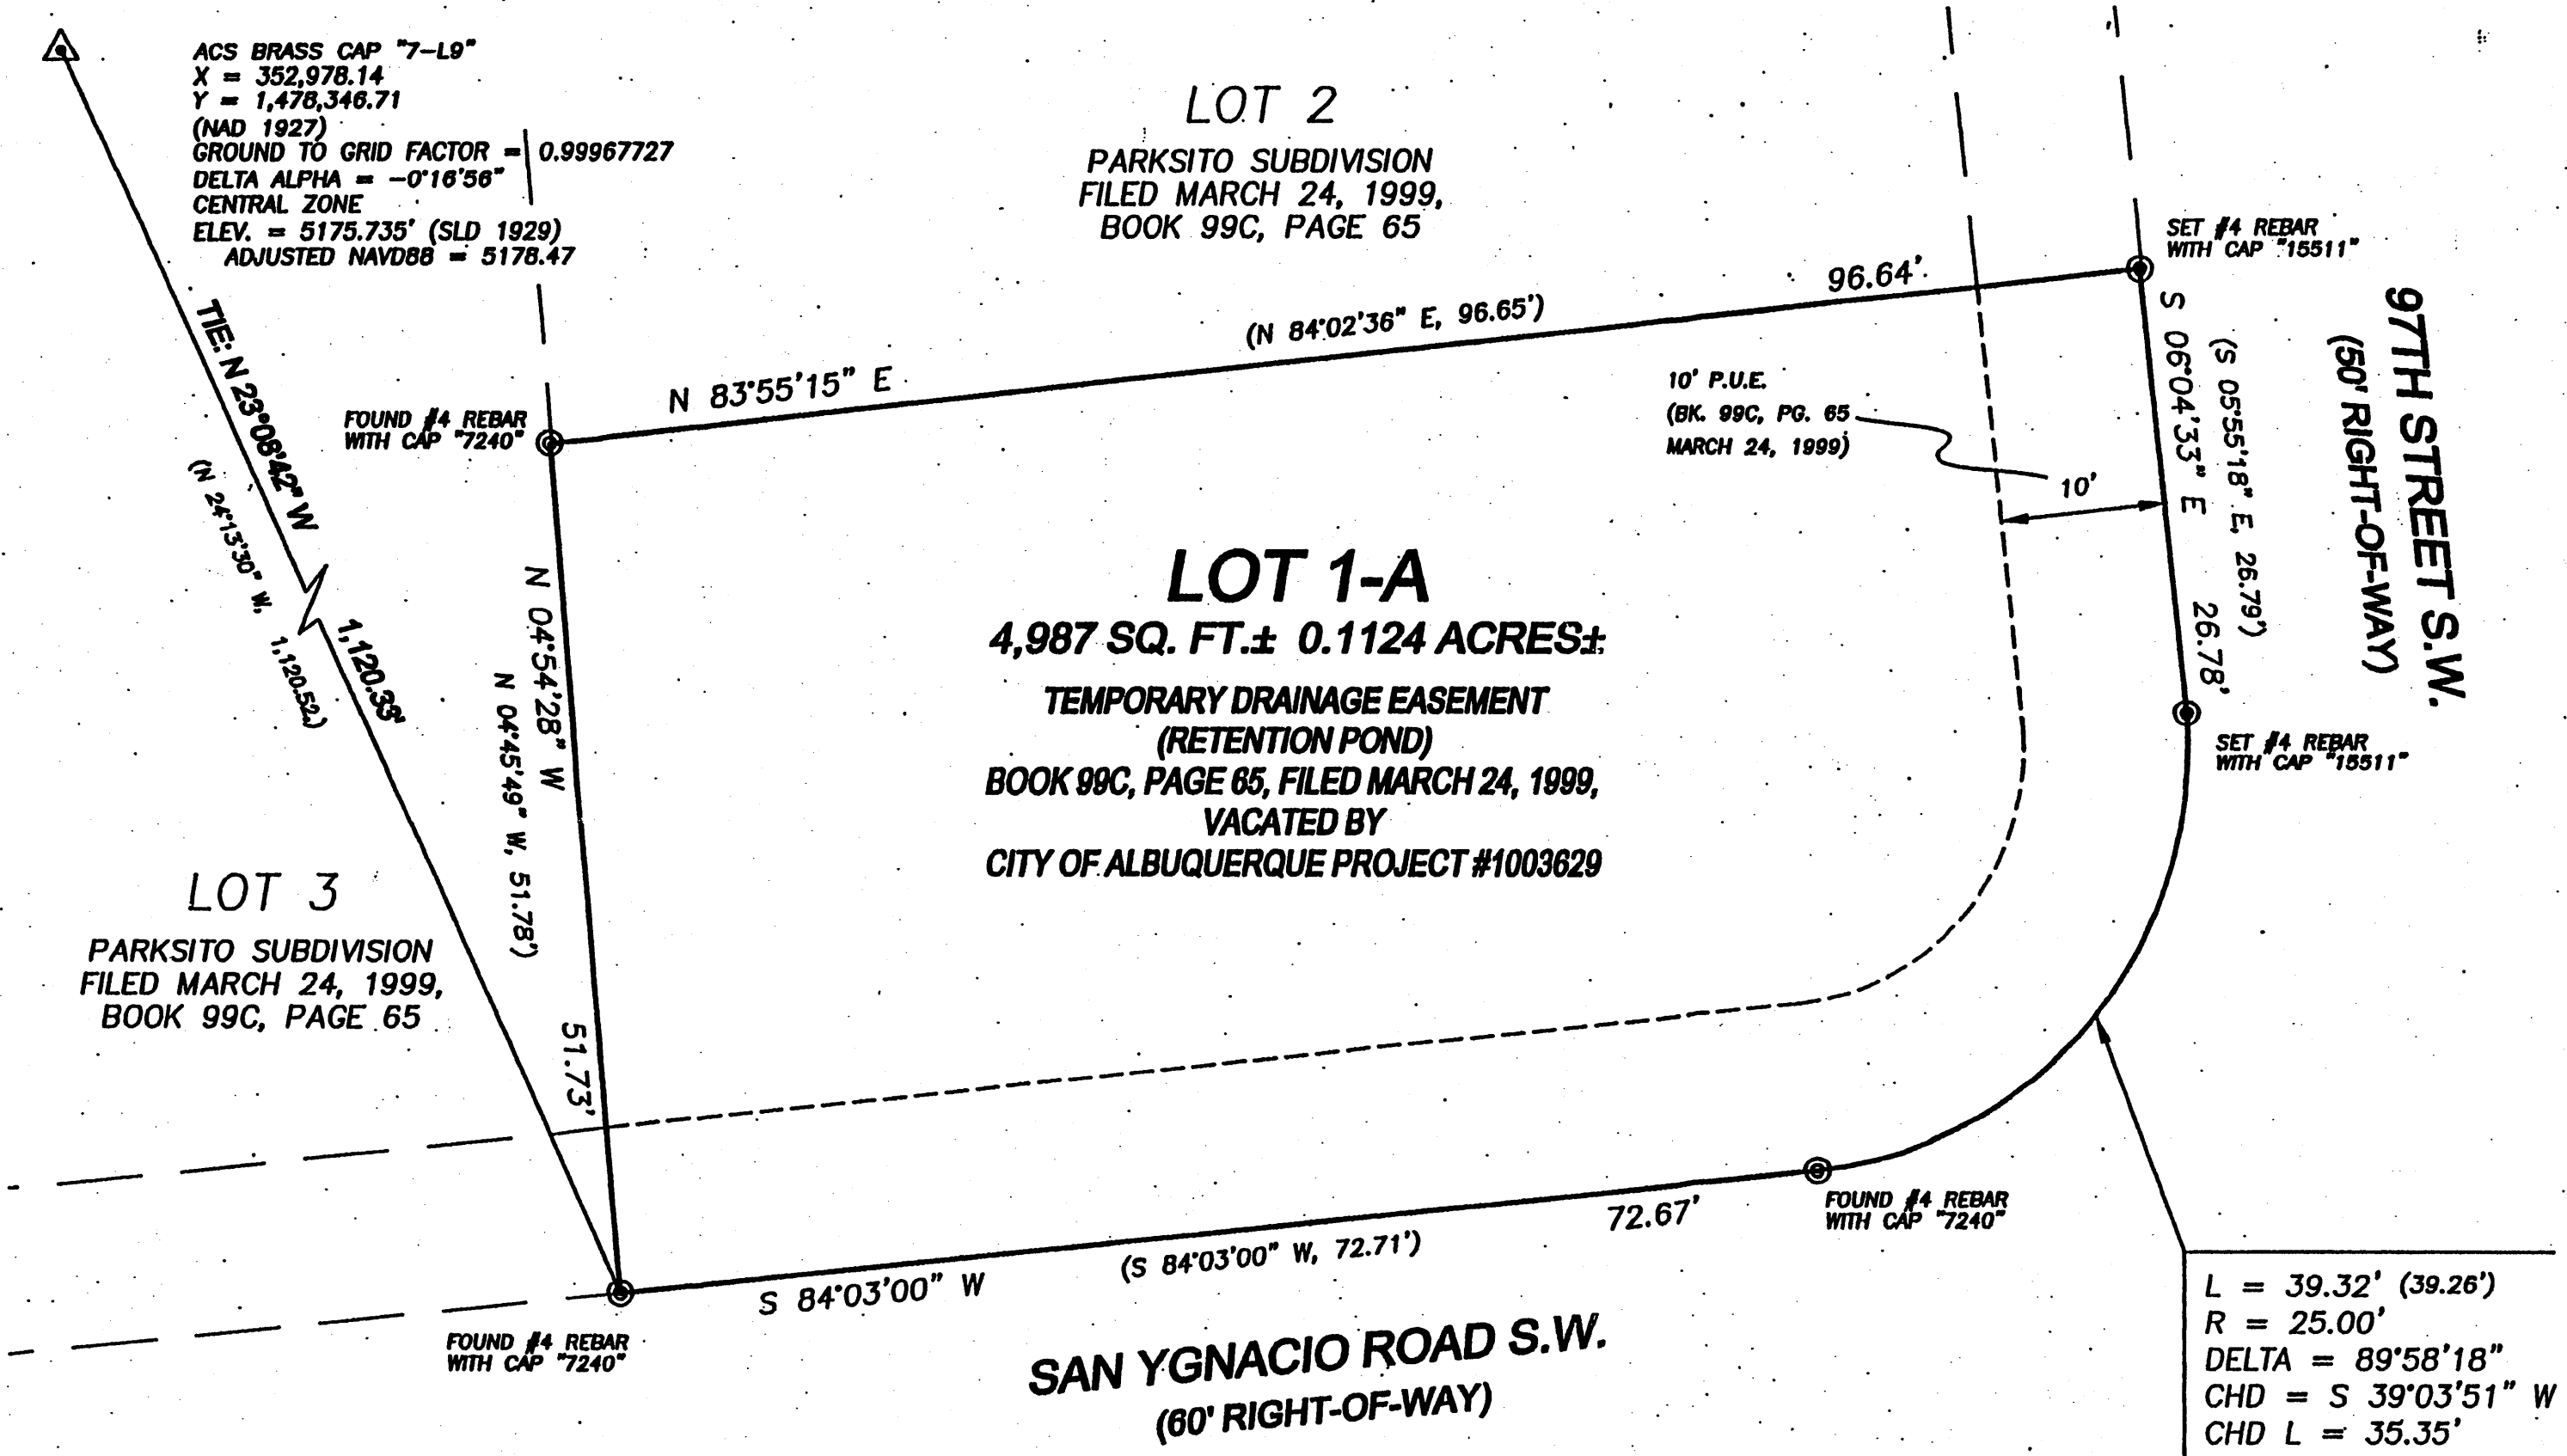 ACS BRASS CAP "7-L9"
X = 352,978.14
Y = 1,478,346.71
(NAD 1927)
GROUND TO GRID FACTOR = 0.99967727
DELTA ALPHA = -0°16'56"
CENTRAL ZONE
ELEV. = 5175.735' (SLD 1929)
ADJUSTED NAVD88 = 5178.47
LOT 2
PARKSITO SUBDIVISION
FILED MARCH 24, 1999,
BOOK 99C, PAGE 65
SET #4 REBAR
WITH CAP "15511"
96.64'
(N 84°02'36" E, 96.65')
N 83°55'15" E
FOUND #4 REBAR
WITH CAP "7240"
TIE: N 23°08'42" W
1,120.33'
(N 24°13'30" W, 1,120.52.)
10' P.U.E.
(BK. 99C, PG. 65
MARCH 24, 1999)
10'
S 06°04'33" E 26.78'
(S 05°55'18" E, 26.79')
97TH STREET S.W.
(50' RIGHT-OF-WAY)
SET #4 REBAR
WITH CAP "15511"
N 04°54'28" W
51.73'
N 04°45'49" W, 51.78')
LOT 1-A
4,987 SQ. FT.± 0.1124 ACRES±
TEMPORARY DRAINAGE EASEMENT
(RETENTION POND)
BOOK 99C, PAGE 65, FILED MARCH 24, 1999,
VACATED BY
CITY OF ALBUQUERQUE PROJECT #1003629
LOT 3
PARKSITO SUBDIVISION
FILED MARCH 24, 1999,
BOOK 99C, PAGE 65
FOUND #4 REBAR
WITH CAP "7240"
72.67'
(S 84°03'00" W, 72.71')
S 84°03'00" W
FOUND #4 REBAR
WITH CAP "7240"
SAN YGNACIO ROAD S.W.
(60' RIGHT-OF-WAY)
L = 39.32' (39.26')
R = 25.00'
DELTA = 89°58'18"
CHD = S 39°03'51" W
CHD L = 35.35'